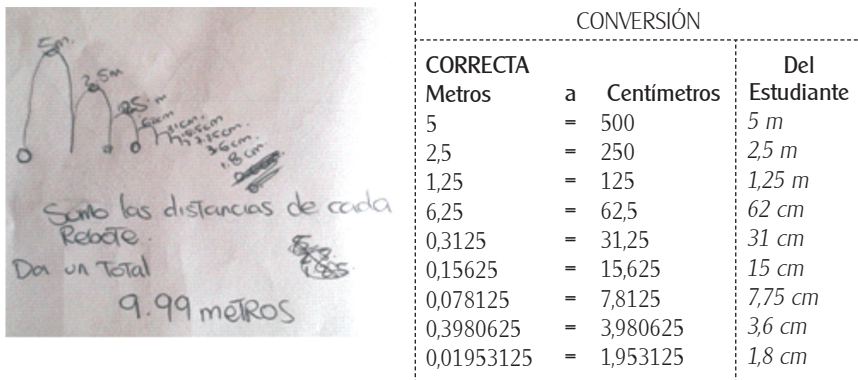 5m.
2,5m
62cm.
31cm.
15.5cm
7.75cm.
3.6 cm.
1.8 cm.
Sumo las distancias de cada
Rebote.
Da un Total
9.99 metros
CONVERSIÓN
CORRECTA Del
Metros a Centímetros Estudiante
5 = 500 5 m
2,5 = 250 2,5 m
1,25 = 125 1,25 m
6,25 = 62,5 62 cm
0,3125 = 31,25 31 cm
0,15625 = 15,625 15 cm
0,078125 = 7,8125 7,75 cm
0,3980625 = 3,980625 3,6 cm
0,01953125 = 1,953125 1,8 cm